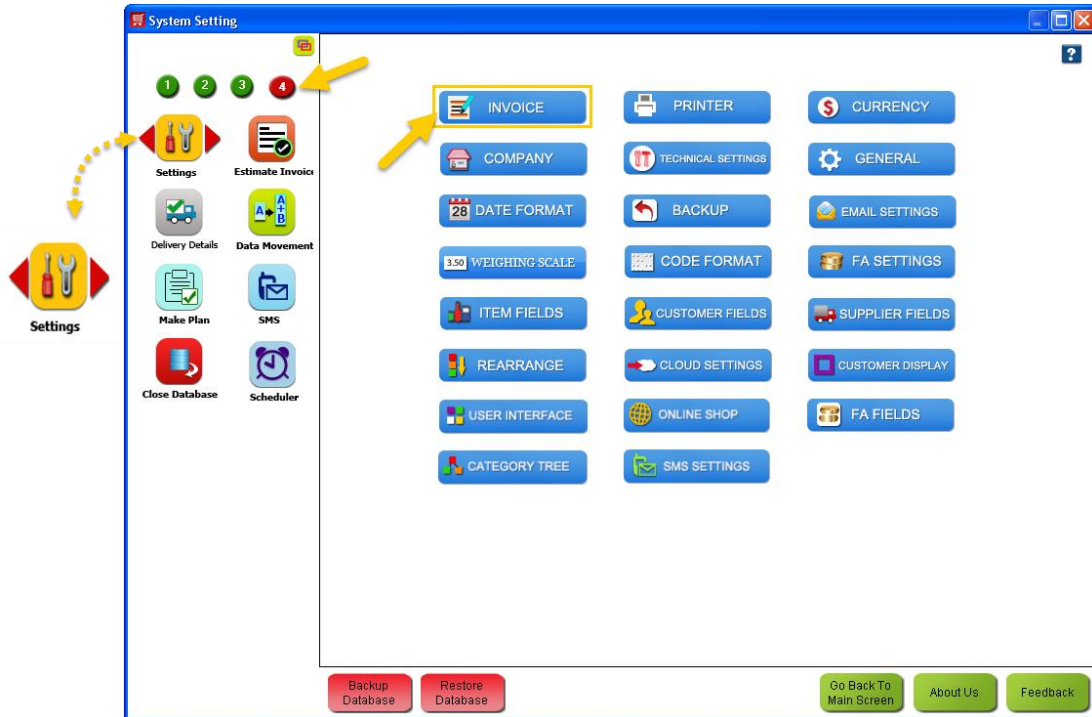 System Setting
?
1 2 3 4
Settings
Estimate Invoice
Delivery Details
Data Movement
Make Plan
SMS
Close Database
Scheduler
Settings
A
A+B
INVOICE
PRINTER
CURRENCY
COMPANY
TECHNICAL SETTINGS
GENERAL
28 DATE FORMAT
BACKUP
EMAIL SETTINGS
3.50 WEIGHING SCALE
CODE FORMAT
FA SETTINGS
ITEM FIELDS
CUSTOMER FIELDS
SUPPLIER FIELDS
REARRANGE
CLOUD SETTINGS
CUSTOMER DISPLAY
USER INTERFACE
ONLINE SHOP
FA FIELDS
CATEGORY TREE
SMS SETTINGS
Backup
Database
Restore
Database
Go Back To
Main Screen
About Us
Feedback